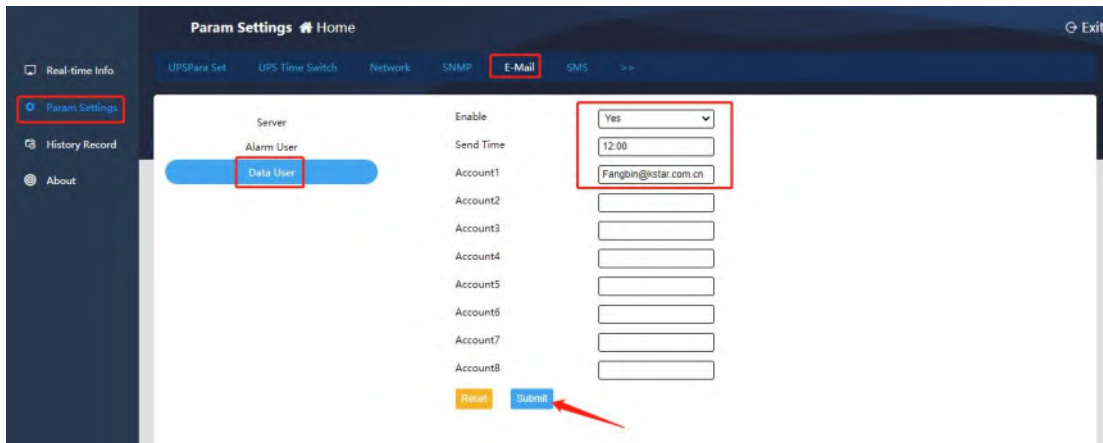 Param Settings Home
Exit
Real-time Info
Param Settings
History Record
About
UPSPara Set UPS Time Switch Network SNMP E-Mail SMS >>
Server
Alarm User
Data User
Enable Yes
Send Time 12:00
Account1 Fangbin@kstar.com.cn
Account2
Account3
Account4
Account5
Account6
Account7
Account8
Reset Submit